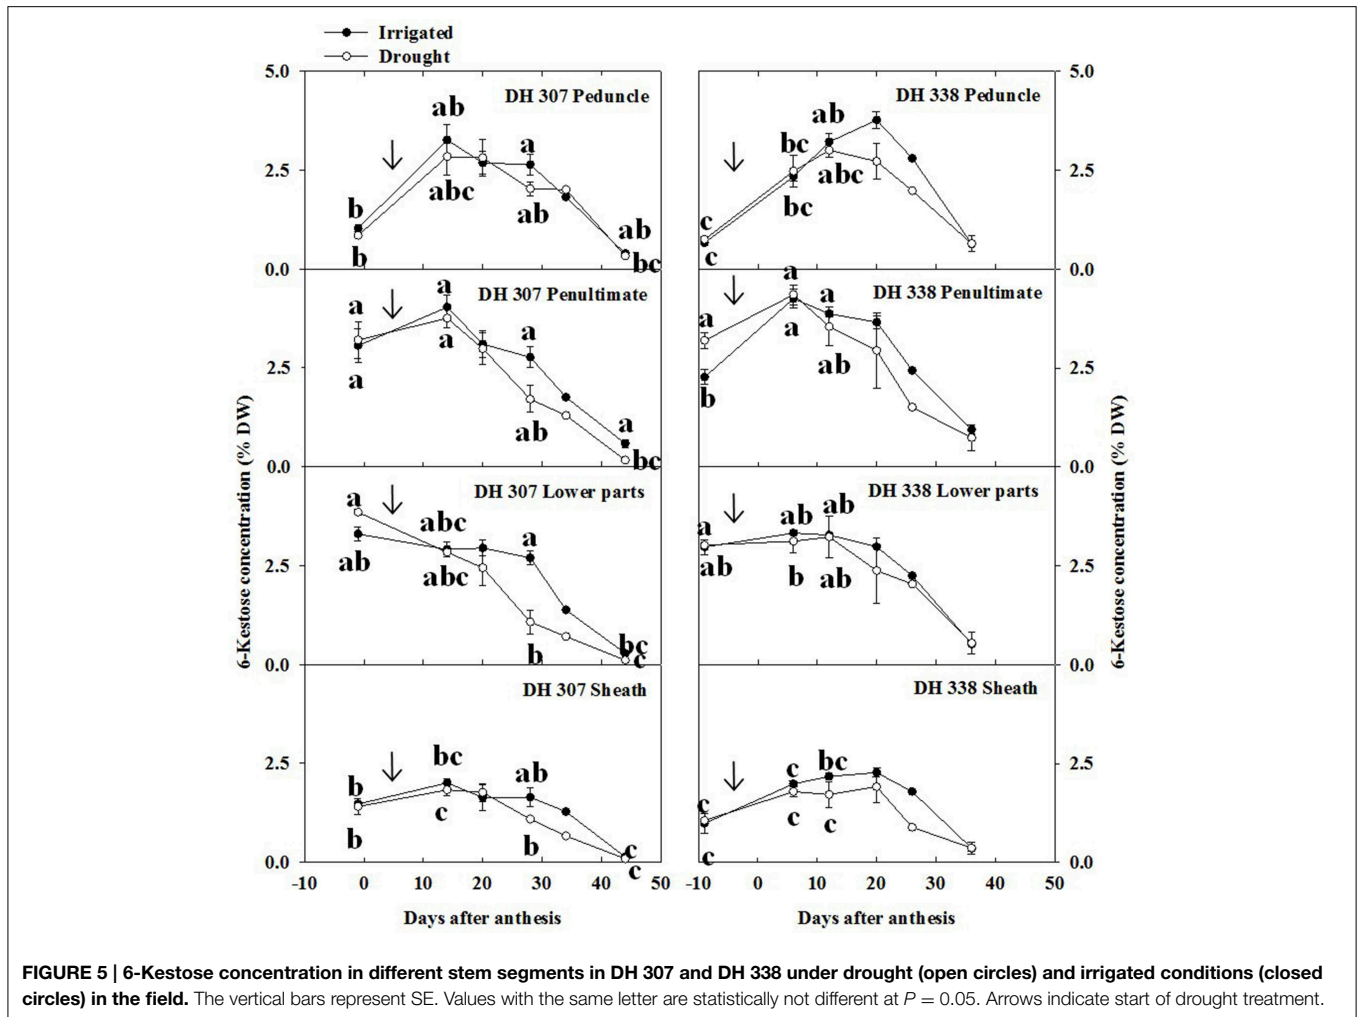 Irrigated
Drought
5.0
5.0
DH 307 Peduncle
DH 338 Peduncle
ab
ab
a
bc
2.5
2.5
abc
abc
b
ab
bc
c
ab
b
c
bc
0.0
0.0
a
DH 307 Penultimate
DH 338 Penultimate
a
a
a
a
a
a
a
a
2.5
2.5
ab
b
ab
a
bc
0.0
0.0
DH 307 Lower parts
DH 338 Lower parts
a
abc
a
a
ab
ab
ab
abc
ab
b
ab
2.5
2.5
b
bc
c
0.0
0.0
DH 307 Sheath
DH 338 Sheath
b
bc
ab
c
bc
2.5
2.5
b
c
b
c
c
c
c
c
c
0.0
0.0
6-Kestose concentration (% DW)
6-Kestose concentration (% DW)
-10 0 10 20 30 40 50
-10 0 10 20 30 40 50
Days after anthesis
Days after anthesis
FIGURE 5 | 6-Kestose concentration in different stem segments in DH 307 and DH 338 under drought (open circles) and irrigated conditions (closed
circles) in the field. The vertical bars represent SE. Values with the same letter are statistically not different at P = 0.05. Arrows indicate start of drought treatment.